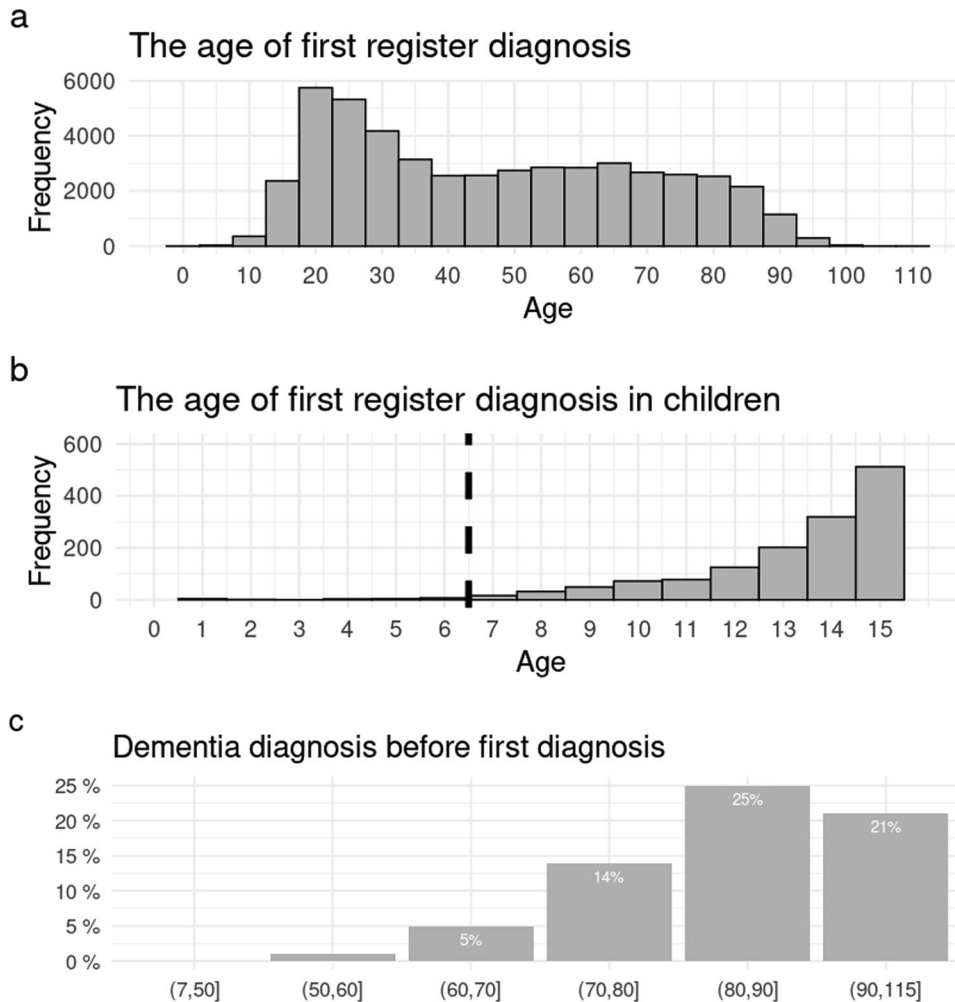 a
The age of first register diagnosis
Frequency
6000
4000
2000
0
0 10 20 30 40 50 60 70 80 90 100 110
Age
b
The age of first register diagnosis in children
Frequency
600
400
200
0
0 1 2 3 4 5 6 7 8 9 10 11 12 13 14 15
Age
c
Dementia diagnosis before first diagnosis
25 %
20 %
15 %
10 %
5 %
0 %
5%
14%
25%
21%
(7,50] (50,60] (60,70] (70,80] (80,90] (90,115]